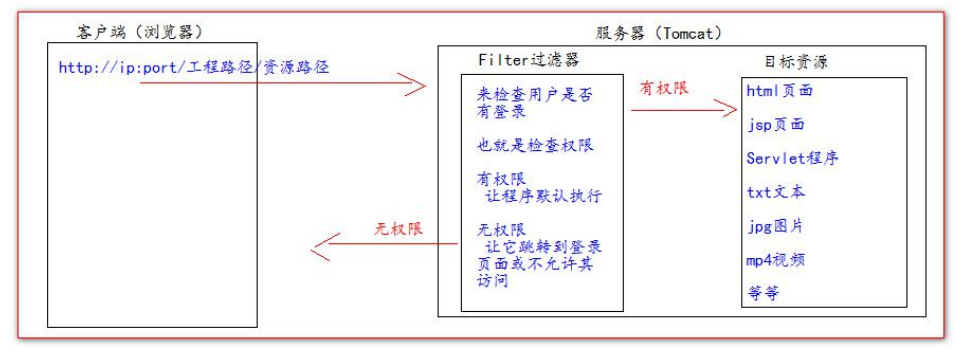 客户端（浏览器）
http://ip:port/工程路径/资源路径
服务器（Tomcat）
Filter过滤器
来检查用户是否
有登录
也就是检查权限
有权限
让程序默认执行
无权限
让它跳转到登录
页面或不允许其
访问
有权限
无权限
目标资源
html页面
jsp页面
Servlet程序
txt文本
jpg图片
mp4视频
等等